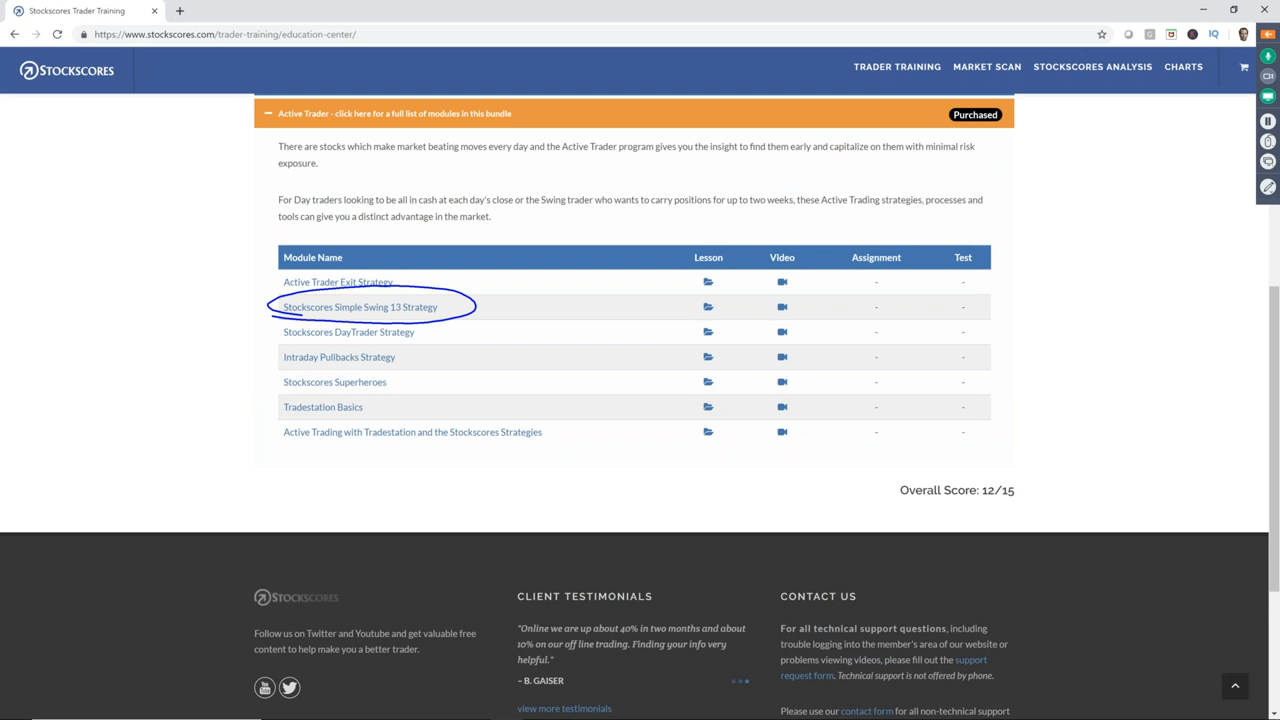 Stockscores Trader Training
https://www.stockscores.com/trader-training/education-center/
STOCKSCORES
TRADER TRAINING MARKET SCAN STOCKSCORES ANALYSIS CHARTS
Active Trader - click here for a full list of modules in this bundle Purchased
There are stocks which make market beating moves every day and the Active Trader program gives you the insight to find them early and capitalize on them with minimal risk
exposure.
For Day traders looking to be all in cash at each day's close or the Swing trader who wants to carry positions for up to two weeks, these Active Trading strategies, processes and
tools can give you a distinct advantage in the market.
Module Name Lesson Video Assignment Test
Active Trader Exit Strategy - -
Stockscores Simple Swing 13 Strategy - -
Stockscores DayTrader Strategy - -
Intraday Pullbacks Strategy - -
Stockscores Superheroes - -
Tradestation Basics - -
Active Trading with Tradestation and the Stockscores Strategies - -
Overall Score: 12/15
STOCKSCORES
Follow us on Twitter and Youtube and get valuable free
content to help make you a better trader.
You
Tube
CLIENT TESTIMONIALS
"Online we are up about 40% in two months and about
10% on our off line trading. Finding your info very
helpful."
– B. GAISER
view more testimonials
CONTACT US
For all technical support questions, including
trouble logging into the member's area of our website or
problems viewing videos, please fill out the support
request form. Technical support is not offered by phone.
Please use our contact form for all non-technical support